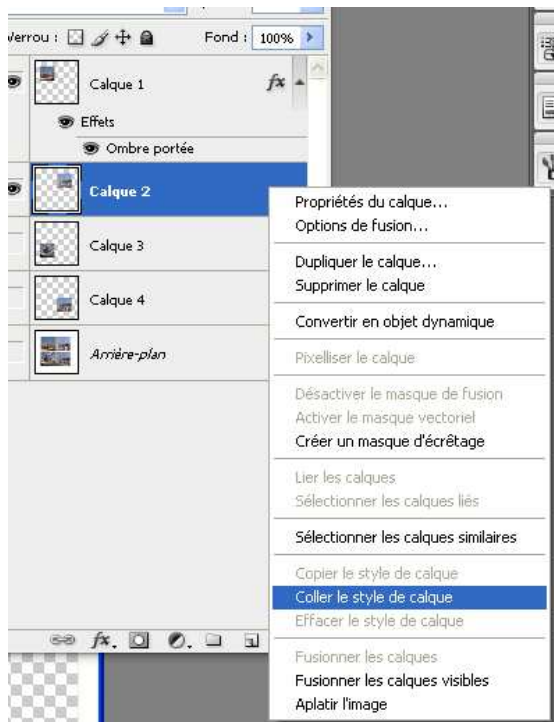 Verrou : Fond : 100%
Calque 1 fx
Effets
Ombre portée
Calque 2
Calque 3
Calque 4
Arrière-plan
Propriétés du calque...
Options de fusion...
Dupliquer le calque...
Supprimer le calque
Convertir en objet dynamique
Pixelliser le calque
Désactiver le masque de fusion
Activer le masque vectoriel
Créer un masque d'écrêtage
Lier les calques
Sélectionner les calques liés
Sélectionner les calques similaires
Copier le style de calque
Coller le style de calque
Effacer le style de calque
Fusionner les calques
Fusionner les calques visibles
Aplatir l'image
fx.